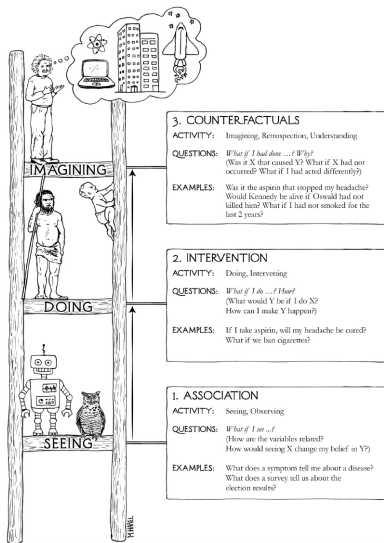 3. COUNTERFACTUALS
ACTIVITY: Imagining, Retrospection, Understanding
QUESTIONS: What if I had done …? Why?
(Was it X that caused Y? What if X had not
occurred? What if I had acted differently?)
EXAMPLES: Was it the aspirin that stopped my headache?
Would Kennedy be alive if Oswald had not
killed him? What if I had not smoked for the
last 2 years?
IMAGINING
2. INTERVENTION
ACTIVITY: Doing, Intervening
QUESTIONS: What if I do …? How?
(What would Y be if I do X?
How can I make Y happen?)
EXAMPLES: If I take aspirin, will my headache be cured?
What if we ban cigarettes?
DOING
1. ASSOCIATION
ACTIVITY: Seeing, Observing
QUESTIONS: What if I see ...?
(How are the variables related?
How would seeing X change my belief in Y?)
EXAMPLES: What does a symptom tell me about a disease?
What does a survey tell us about the
election results?
SEEING
M.HAREL